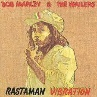 BOB MARLEY & THE WAILERS
RASTAMAN VIBRATION